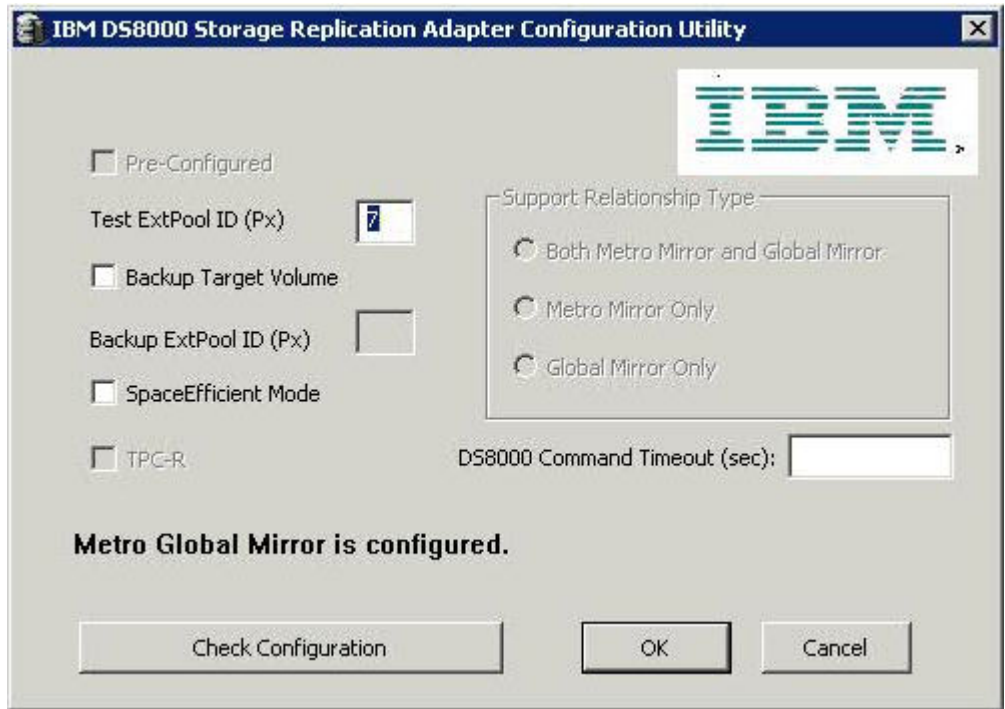 IBM DS8000 Storage Replication Adapter Configuration Utility
IBM
Pre-Configured
Test ExtPool ID (Px) 7
Backup Target Volume
Backup ExtPool ID (Px)
SpaceEfficient Mode
TPC-R
Support Relationship Type
Both Metro Mirror and Global Mirror
Metro Mirror Only
Global Mirror Only
DS8000 Command Timeout (sec):
Metro Global Mirror is configured.
Check Configuration
OK
Cancel